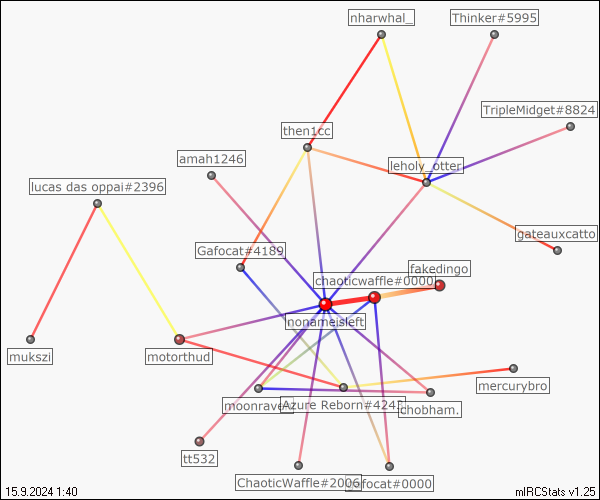 nharwhal_
Thinker#5995
TripleMidget#8824
then1cc
amah1246
leholy_otter
lucas das oppai#2396
gateauxcatto
Gafocat#4189
fakedingo
chaoticwaffle#0000
nonameisleft
mukszi
motorthud
mercurybro
Azure Reborn#424
chobham.
tt532
ChaoticWaffle#2006
#0000
15.9.2024 1:40
mIRCStats v1.25